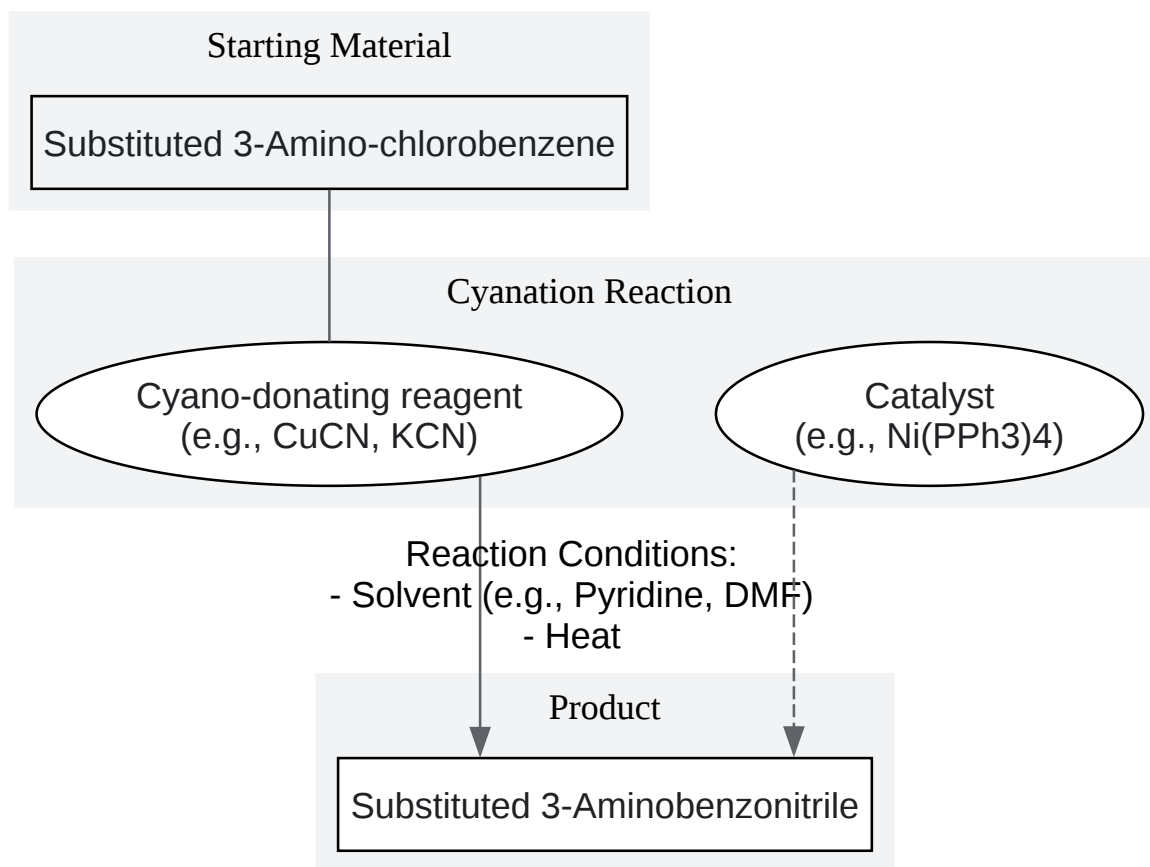 Starting Material
Substituted 3-Amino-chlorobenzene
Cyanation Reaction
Cyano-donating reagent
(e.g., CuCN, KCN)
Catalyst
(e.g., Ni(PPh3)4)
Reaction Conditions:
- Solvent (e.g., Pyridine, DMF)
- Heat
Product
Substituted 3-Aminobenzonitrile